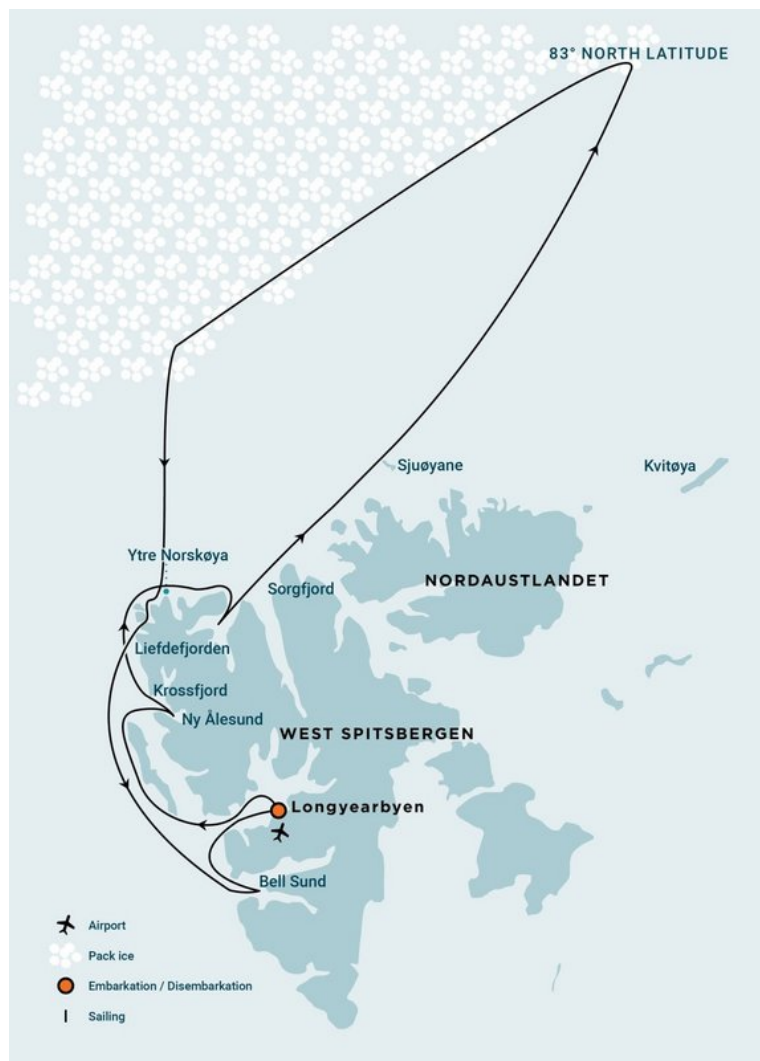 83° NORTH LATITUDE
Sjuøyane
Kvitøya
Ytre Norskøya
NORDAUSTLANDET
Sorgfjord
Liefdefjorden
Krossfjord
Ny Ålesund
WEST SPITSBERGEN
Longyearbyen
Bell Sund
Airport
Pack ice
Embarkation / Disembarkation
Sailing